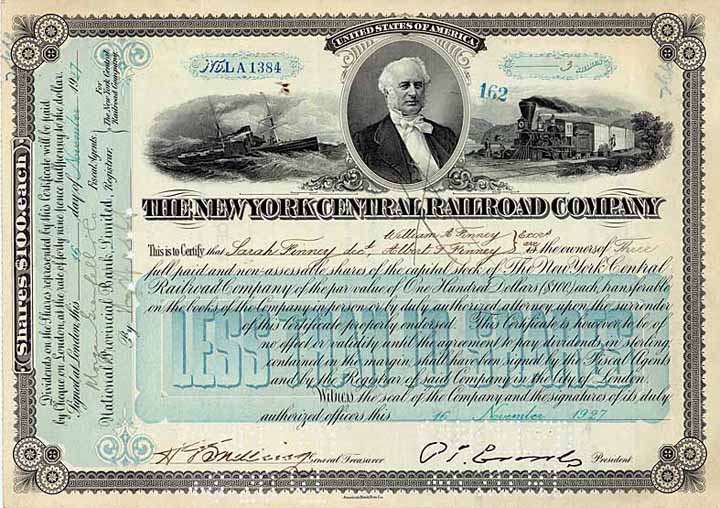 UNITED STATES OF AMERICA
No. LA 1384
3 SHARES
162
THE NEW YORK CENTRAL RAILROAD COMPANY
William E. Finney
This is to Certify that Sarah Finney dec'd, Albert F. Finney } Exors are is the owners of Three
full paid and non-assessable shares of the capital stock of The New York Central
Railroad Company of the par value of One Hundred Dollars ($100) each, transferable
on the books of the Company in person or by duly authorized attorney upon the surrender
of this Certificate properly endorsed. This Certificate is however to be of
no effect or validity until the agreement to pay dividends in sterling
contained in the margin, shall have been signed by the Fiscal Agents
and by the Registrar of said Company in the City of London.
Witness the seal of the Company and the signatures of its duly
authorized officers this 16 November 1927
LESS THAN 10 SHARES
General Treasurer
President
American Bank Note Co.
Shares $100. each.
Dividends on the Shares represented by this Certificate will be paid
by Cheque on London, at the rate of forty nine pence halfpenny to the dollar.
Signed at London, this 16 day of November 1927
Morgan Grenfell & Co. Fiscal Agents,
National Provincial Bank, Limited, Registrar,
For The New York Central Railroad Company.
By